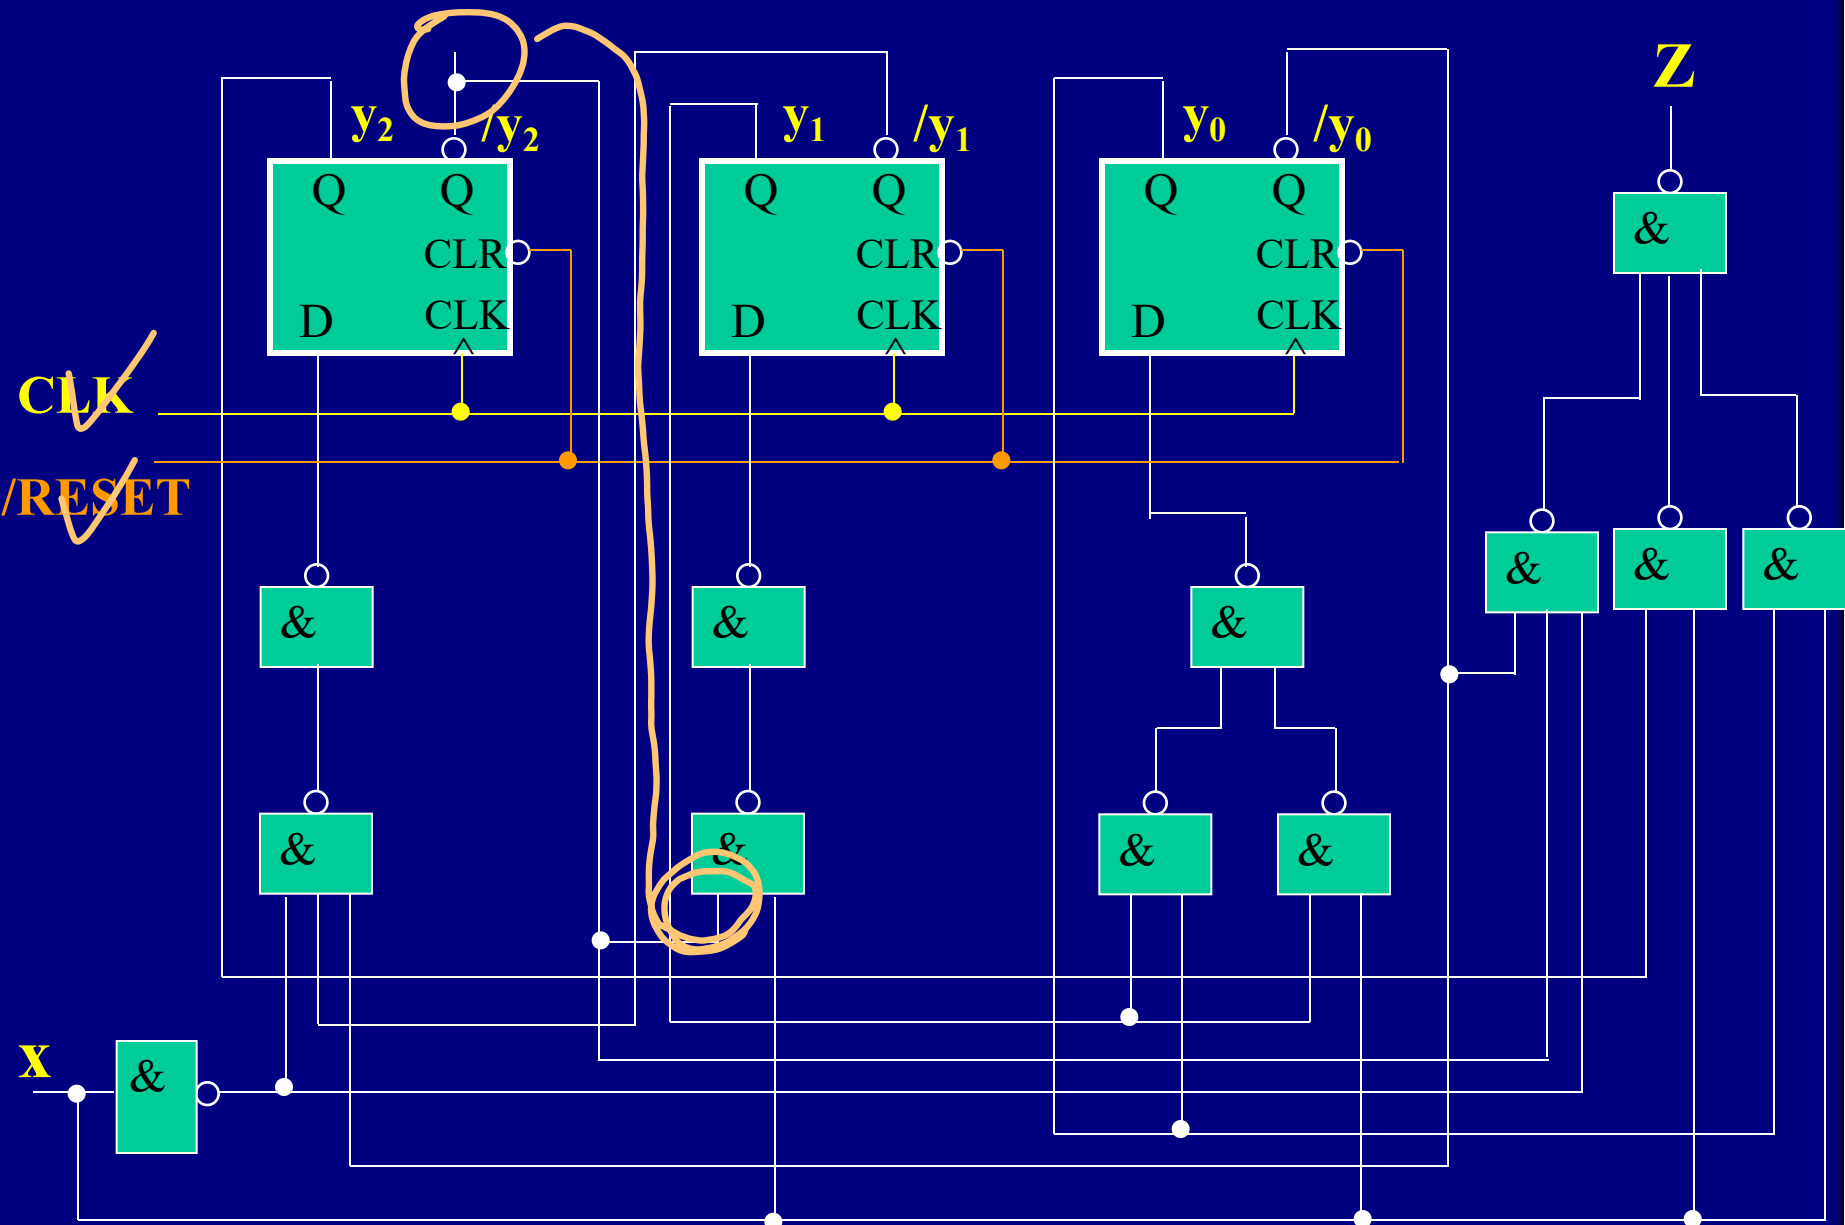 Z
y2 /y2 y1 /y1 y0 /y0
Q Q Q Q Q Q
&
CLR CLR CLR
D CLK D CLK D CLK
CLK
/RESET
& & &
& & &
& & & &
x &